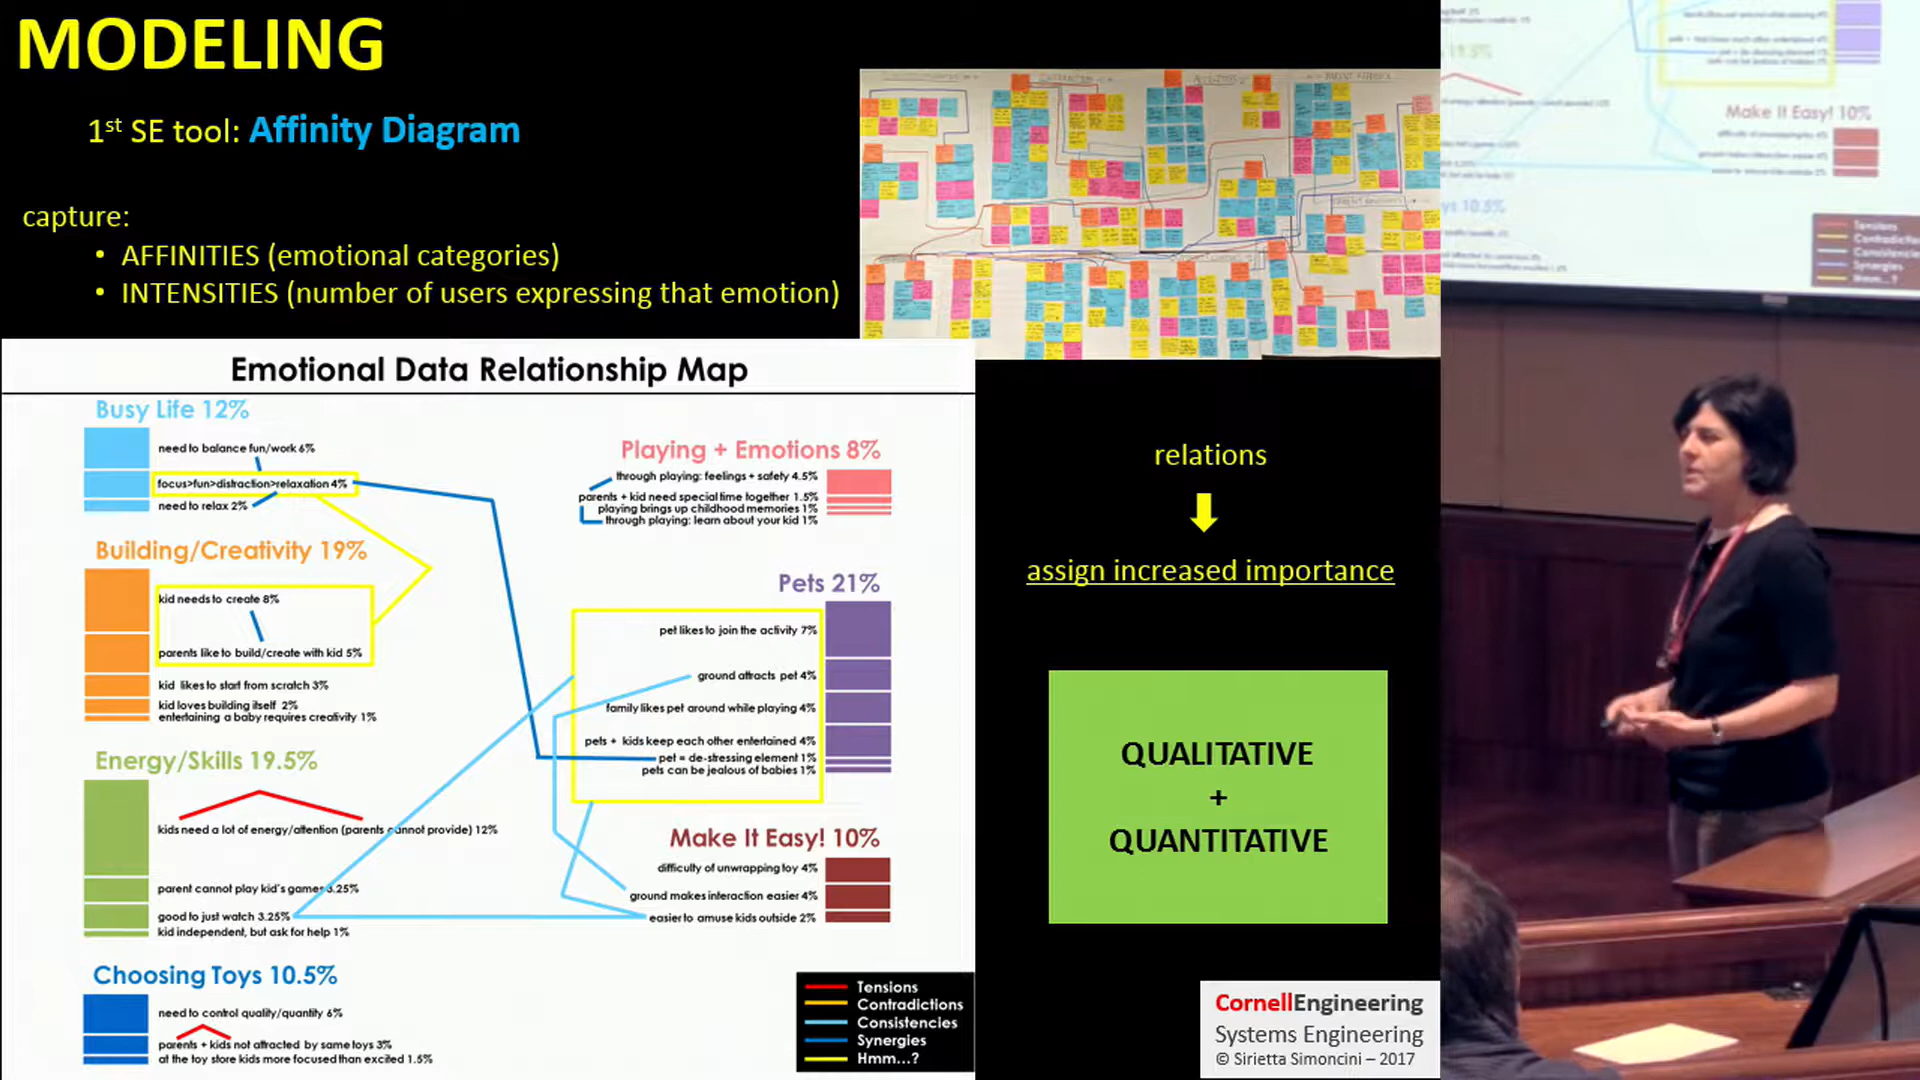 MODELING
1st SE tool: Affinity Diagram
capture:
• AFFINITIES (emotional categories)
• INTENSITIES (number of users expressing that emotion)
Emotional Data Relationship Map
Busy Life 12%
need to balance fun/work 6%
focus>fun>distraction>relaxation 4%
need to relax 2%
Building/Creativity 19%
kid needs to create 8%
parents like to build/create with kid 5%
kid likes to start from scratch 3%
kid loves building itself 2%
entertaining a baby requires creativity 1%
Energy/Skills 19.5%
kids need a lot of energy/attention (parents cannot provide) 12%
parent cannot play kid's games 3.25%
good to just watch 3.25%
kid independent, but ask for help 1%
Choosing Toys 10.5%
need to control quality/quantity 6%
parents + kids not attracted by same toys 3%
at the toy store kids more focused than excited 1.5%
Playing + Emotions 8%
through playing: feelings + safety 4.5%
parents + kid need special time together 1.5%
playing brings up childhood memories 1%
through playing: learn about your kid 1%
Pets 21%
pet likes to join the activity 7%
ground attracts pet 4%
family likes pet around while playing 4%
pets + kids keep each other entertained 4%
pet = de-stressing element 1%
pets can be jealous of babies 1%
Make It Easy! 10%
difficulty of unwrapping toy 4%
ground makes interaction easier 4%
easier to amuse kids outside 2%
Tensions
Contradictions
Consistencies
Synergies
Hmm...?
relations
assign increased importance
QUALITATIVE
+
QUANTITATIVE
CornellEngineering
Systems Engineering
© Sirietta Simoncini – 2017
Make It Easy! 10%
10.5%
Tensions
Synergies
Hmm...?